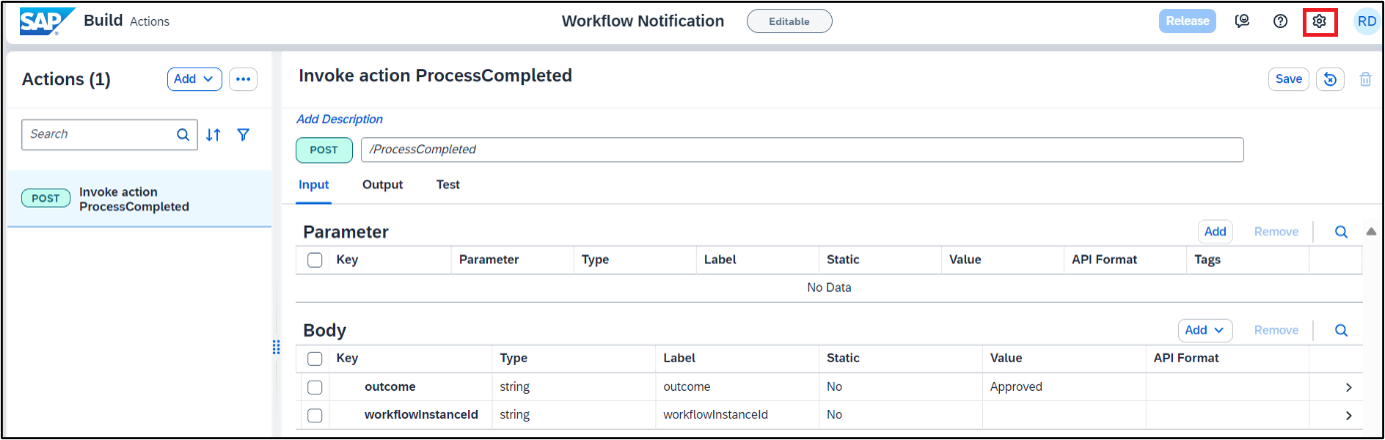 SAP Build Actions Workflow Notification Editable Release RD
Actions (1) Add
Search
POST Invoke action
ProcessCompleted
Invoke action ProcessCompleted Save
Add Description
POST /ProcessCompleted
Input Output Test
Parameter Add Remove
Key Parameter Type Label Static Value API Format Tags
No Data
Body Add Remove
Key Type Label Static Value API Format
outcome string outcome No Approved
workflowInstanceId string workflowInstanceId No